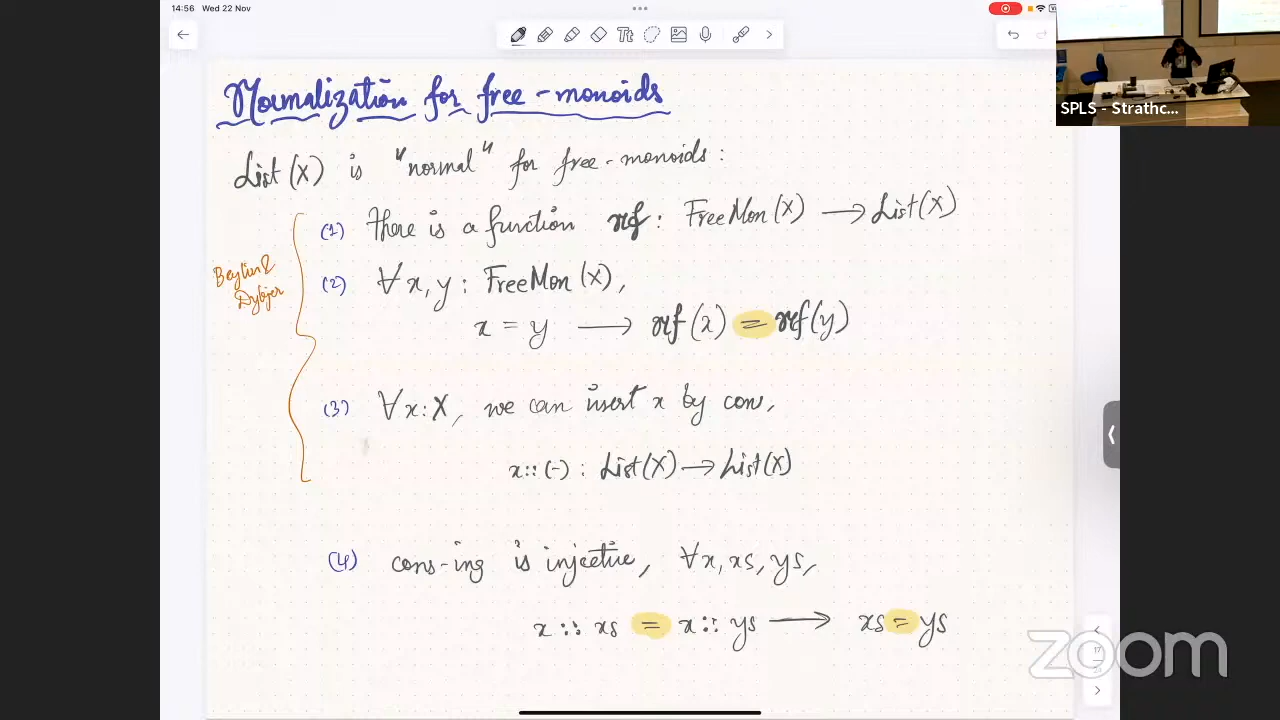 14:56 Wed 22 Nov
Normalization for free-monoids
List(X) is "normal" for free-monoids :
(1) There is a function nf : FreeMon(X) → List(X)
Beylin & Dybjer
(2) ∀ x, y : FreeMon(X),
x = y → nf(x) = nf(y)
(3) ∀ x : X, we can insert x by cons,
x :: (-) : List(X) → List(X)
(4) cons-ing is injective, ∀ x, xs, ys,
x :: xs = x :: ys → xs = ys
SPLS - Strathc...
17
zoom